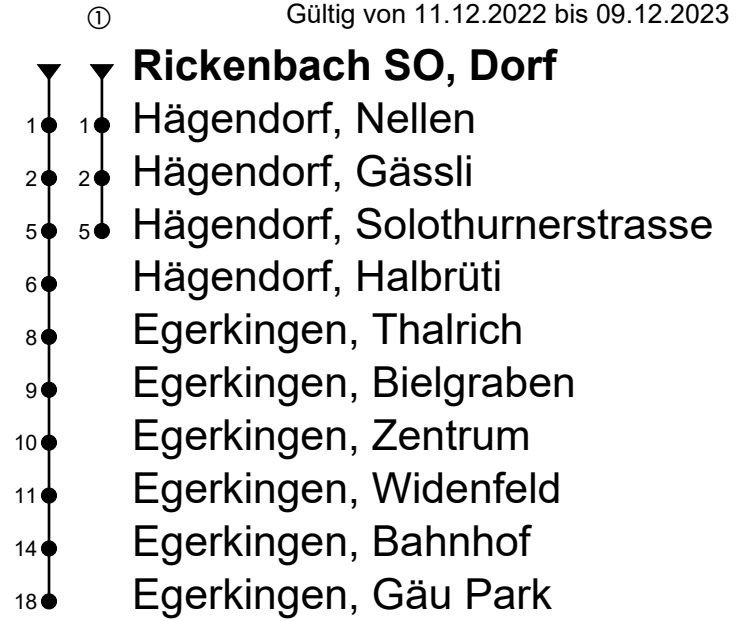 ① Gültig von 11.12.2022 bis 09.12.2023
Rickenbach SO, Dorf
1 1 Hägendorf, Nellen
2 2 Hägendorf, Gässli
5 5 Hägendorf, Solothurnerstrasse
6 Hägendorf, Halbrüti
8 Egerkingen, Thalrich
9 Egerkingen, Bielgraben
10 Egerkingen, Zentrum
11 Egerkingen, Widenfeld
14 Egerkingen, Bahnhof
18 Egerkingen, Gäu Park